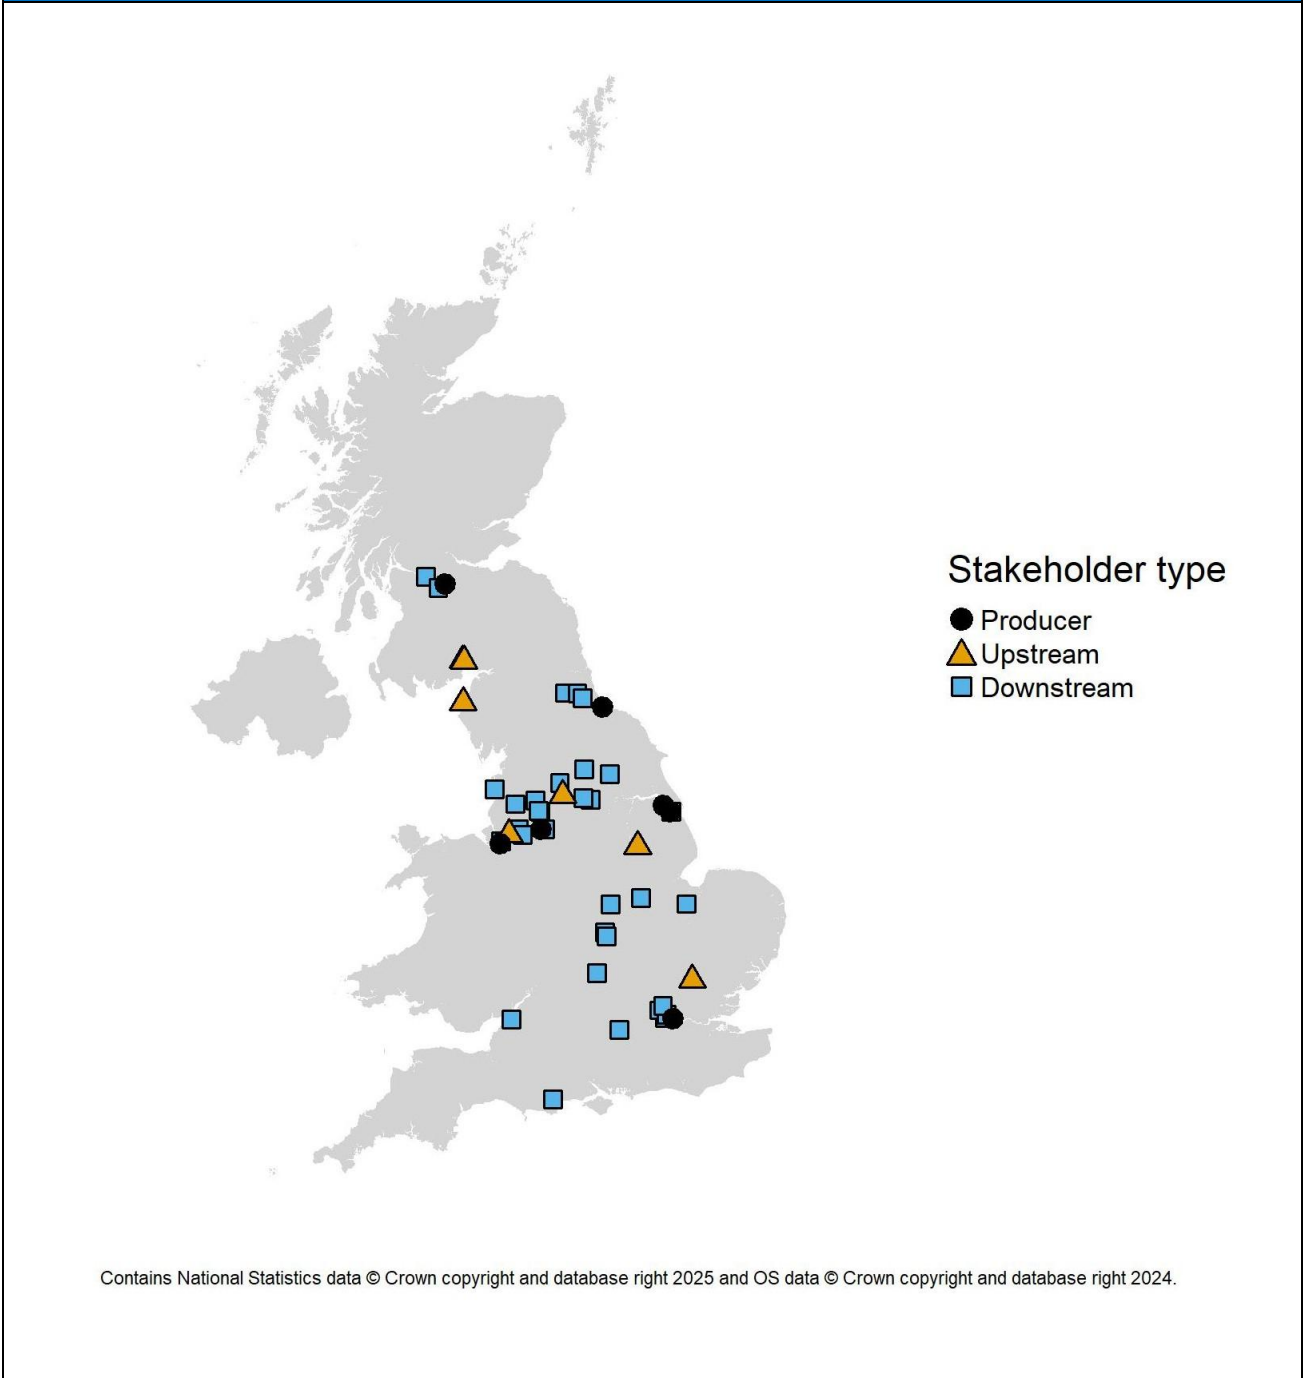 Stakeholder type
Producer
Upstream
Downstream
Contains National Statistics data © Crown copyright and database right 2025 and OS data © Crown copyright and database right 2024.